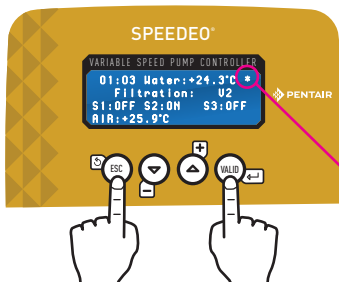 SPEEDEO®
VARIABLE SPEED PUMP CONTROLLER
01:03 Water:+24.3°C *
Filtration: V2
S1:OFF S2:ON S3:OFF
AIR:+25.9°C
PENTAIR
+
ESC
VALID
−